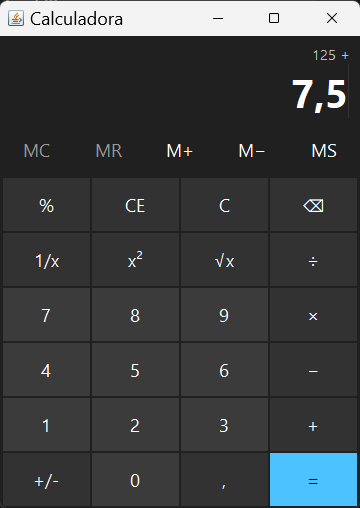 Calculadora
125 +
7,5
MC MR M+ M− MS
% CE C ⌫
1/x x² √x ÷
7 8 9 ×
4 5 6 −
1 2 3 +
+/- 0 , =